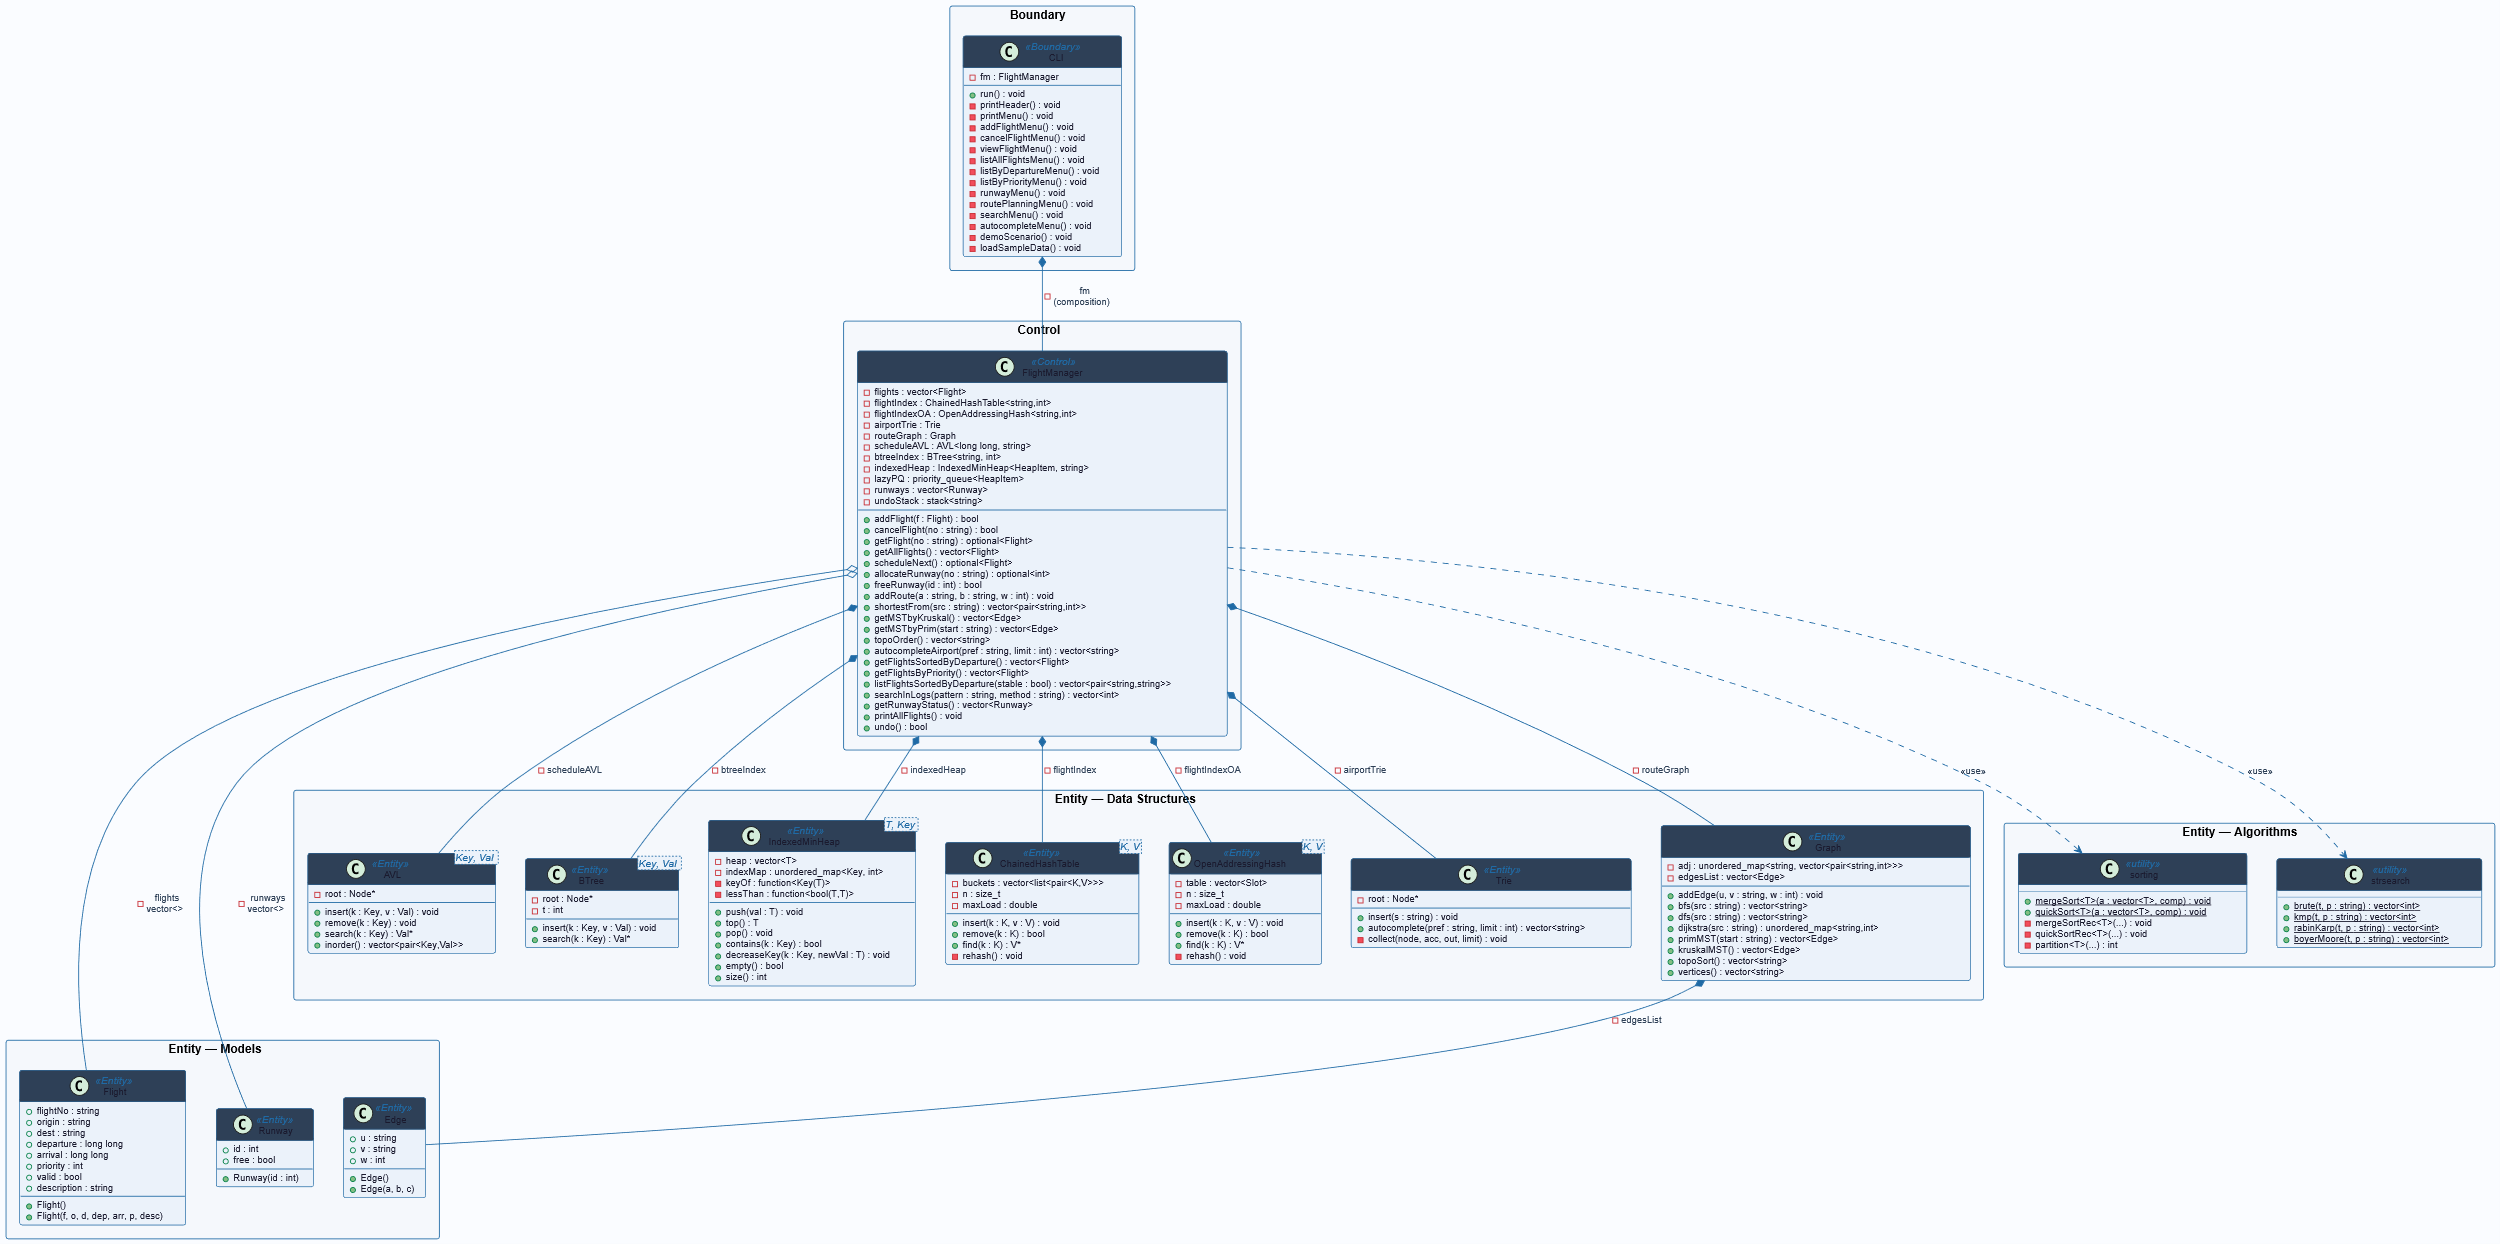 Boundary
C
«Boundary»
CLI
fm : FlightManager
run() : void
printHeader() : void
printMenu() : void
addFlightMenu() : void
cancelFlightMenu() : void
viewFlightMenu() : void
listAllFlightsMenu() : void
listByDepartureMenu() : void
listByPriorityMenu() : void
runwayMenu() : void
routePlanningMenu() : void
searchMenu() : void
autocompleteMenu() : void
demoScenario() : void
loadSampleData() : void
fm
(composition)
Control
C
«Control»
FlightManager
flights : vector<Flight>
flightIndex : ChainedHashTable<string,int>
flightIndexOA : OpenAddressingHash<string,int>
airportTrie : Trie
routeGraph : Graph
scheduleAVL : AVL<long long, string>
btreeIndex : BTree<string, int>
indexedHeap : IndexedMinHeap<HeapItem, string>
lazyPQ : priority_queue<HeapItem>
runways : vector<Runway>
undoStack : stack<string>
addFlight(f : Flight) : bool
cancelFlight(no : string) : bool
getFlight(no : string) : optional<Flight>
getAllFlights() : vector<Flight>
scheduleNext() : optional<Flight>
allocateRunway(no : string) : optional<int>
freeRunway(id : int) : bool
addRoute(a : string, b : string, w : int) : void
shortestFrom(src : string) : vector<pair<string,int>>
getMSTbyKruskal() : vector<Edge>
getMSTbyPrim(start : string) : vector<Edge>
topoOrder() : vector<string>
autocompleteAirport(pref : string, limit : int) : vector<string>
getFlightsSortedByDeparture() : vector<Flight>
getFlightsByPriority() : vector<Flight>
listFlightsSortedByDeparture(stable : bool) : vector<pair<string,string>>
searchInLogs(pattern : string, method : string) : vector<int>
getRunwayStatus() : vector<Runway>
printAllFlights() : void
undo() : bool
scheduleAVL
btreeIndex
indexedHeap
flightIndex
flightIndexOA
airportTrie
routeGraph
«use»
«use»
flights
vector<>
runways
vector<>
Entity — Data Structures
C
«Entity»
AVL
Key, Val
root : Node*
insert(k : Key, v : Val) : void
remove(k : Key) : void
search(k : Key) : Val*
inorder() : vector<pair<Key,Val>>
C
«Entity»
BTree
Key, Val
root : Node*
t : int
insert(k : Key, v : Val) : void
search(k : Key) : Val*
C
«Entity»
IndexedMinHeap
T, Key
heap : vector<T>
indexMap : unordered_map<Key, int>
keyOf : function<Key(T)>
lessThan : function<bool(T,T)>
push(val : T) : void
top() : T
pop() : void
contains(k : Key) : bool
decreaseKey(k : Key, newVal : T) : void
empty() : bool
size() : int
C
«Entity»
ChainedHashTable
K, V
buckets : vector<list<pair<K,V>>>
n : size_t
maxLoad : double
insert(k : K, v : V) : void
remove(k : K) : bool
find(k : K) : V*
rehash() : void
C
«Entity»
OpenAddressingHash
K, V
table : vector<Slot>
n : size_t
maxLoad : double
insert(k : K, v : V) : void
remove(k : K) : bool
find(k : K) : V*
rehash() : void
C
«Entity»
Trie
root : Node*
insert(s : string) : void
autocomplete(pref : string, limit : int) : vector<string>
collect(node, acc, out, limit) : void
C
«Entity»
Graph
adj : unordered_map<string, vector<pair<string,int>>>
edgesList : vector<Edge>
addEdge(u, v : string, w : int) : void
bfs(src : string) : vector<string>
dfs(src : string) : vector<string>
dijkstra(src : string) : unordered_map<string,int>
primMST(start : string) : vector<Edge>
kruskalMST() : vector<Edge>
topoSort() : vector<string>
vertices() : vector<string>
Entity — Algorithms
C
«utility»
sorting
mergeSort<T>(a : vector<T>, comp) : void
quickSort<T>(a : vector<T>, comp) : void
mergeSortRec<T>(...) : void
quickSortRec<T>(...) : void
partition<T>(...) : int
C
«utility»
strsearch
brute(t, p : string) : vector<int>
kmp(t, p : string) : vector<int>
rabinKarp(t, p : string) : vector<int>
boyerMoore(t, p : string) : vector<int>
edgesList
Entity — Models
C
«Entity»
Flight
flightNo : string
origin : string
dest : string
departure : long long
arrival : long long
priority : int
valid : bool
description : string
Flight()
Flight(f, o, d, dep, arr, p, desc)
C
«Entity»
Runway
id : int
free : bool
Runway(id : int)
C
«Entity»
Edge
u : string
v : string
w : int
Edge()
Edge(a, b, c)